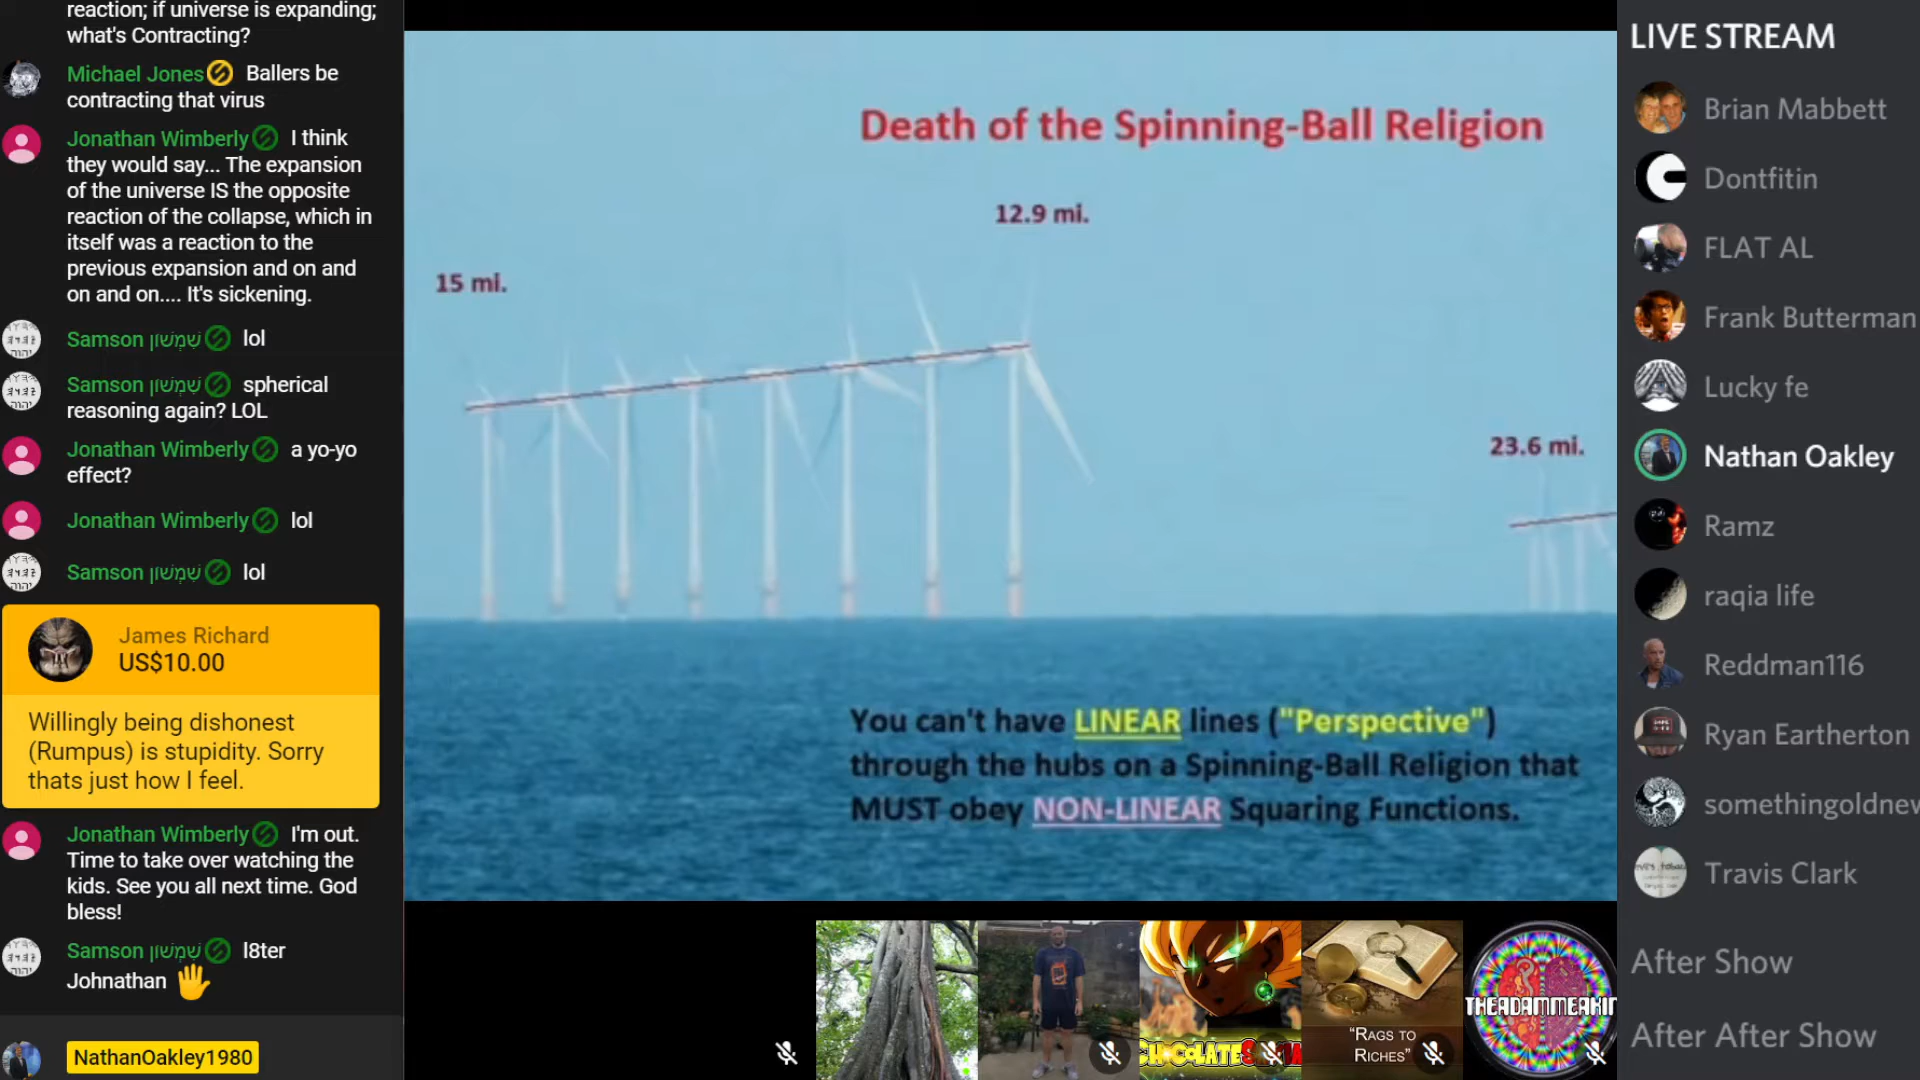 reaction; if universe is expanding;
what's Contracting?
Michael Jones Ballers be
contracting that virus
Jonathan Wimberly I think
they would say... The expansion
of the universe IS the opposite
reaction of the collapse, which in
itself was a reaction to the
previous expansion and on and
on and on.... It's sickening.
Samson שִׁמְשׁוֹן lol
Samson שִׁמְשׁוֹן spherical
reasoning again? LOL
Jonathan Wimberly a yo-yo
effect?
Jonathan Wimberly lol
Samson שִׁמְשׁוֹן lol
James Richard
US$10.00
Willingly being dishonest
(Rumpus) is stupidity. Sorry
thats just how I feel.
Jonathan Wimberly I'm out.
Time to take over watching the
kids. See you all next time. God
bless!
Samson שִׁמְשׁוֹן l8ter
Johnathan 🖐
NathanOakley1980
Death of the Spinning-Ball Religion
12.9 mi.
15 mi.
23.6 mi.
You can't have LINEAR lines ("Perspective")
through the hubs on a Spinning-Ball Religion that
MUST obey NON-LINEAR Squaring Functions.
"RAGS TO
RICHES"
THEADAMMEAKIN
LIVE STREAM
Brian Mabbett
Dontfitin
FLAT AL
Frank Butterman
Lucky fe
Nathan Oakley
Ramz
raqia life
Reddman116
Ryan Eartherton
somethingoldnew
Travis Clark
After Show
After After Show